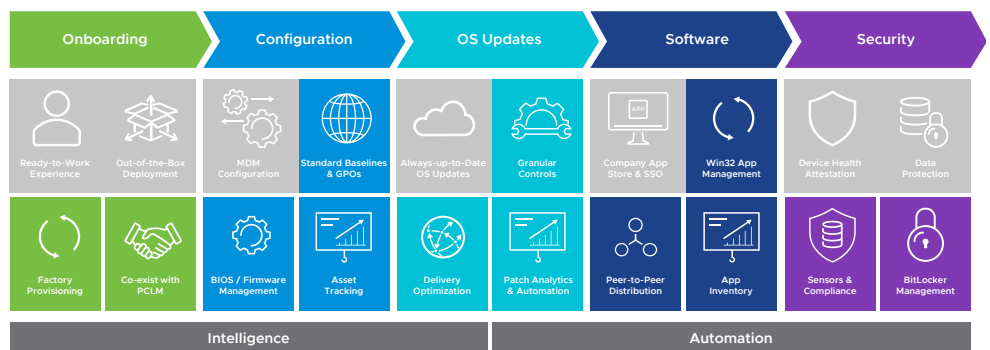 Onboarding
Configuration
OS Updates
Software
Security
Ready-to-Work
Experience
Out-of-the-Box
Deployment
MDM
Configuration
Standard Baselines
& GPOs
Always-up-to-Date
OS Updates
Granular
Controls
APP
Company App
Store & SSO
Win32 App
Management
Device Health
Attestation
Data
Protection
Factory
Provisioning
Co-exist with
PCLM
BIOS / Firmware
Management
Asset
Tracking
Delivery
Optimization
Patch Analytics
& Automation
Peer-to-Peer
Distribution
App
Inventory
Sensors &
Compliance
BitLocker
Management
Intelligence
Automation